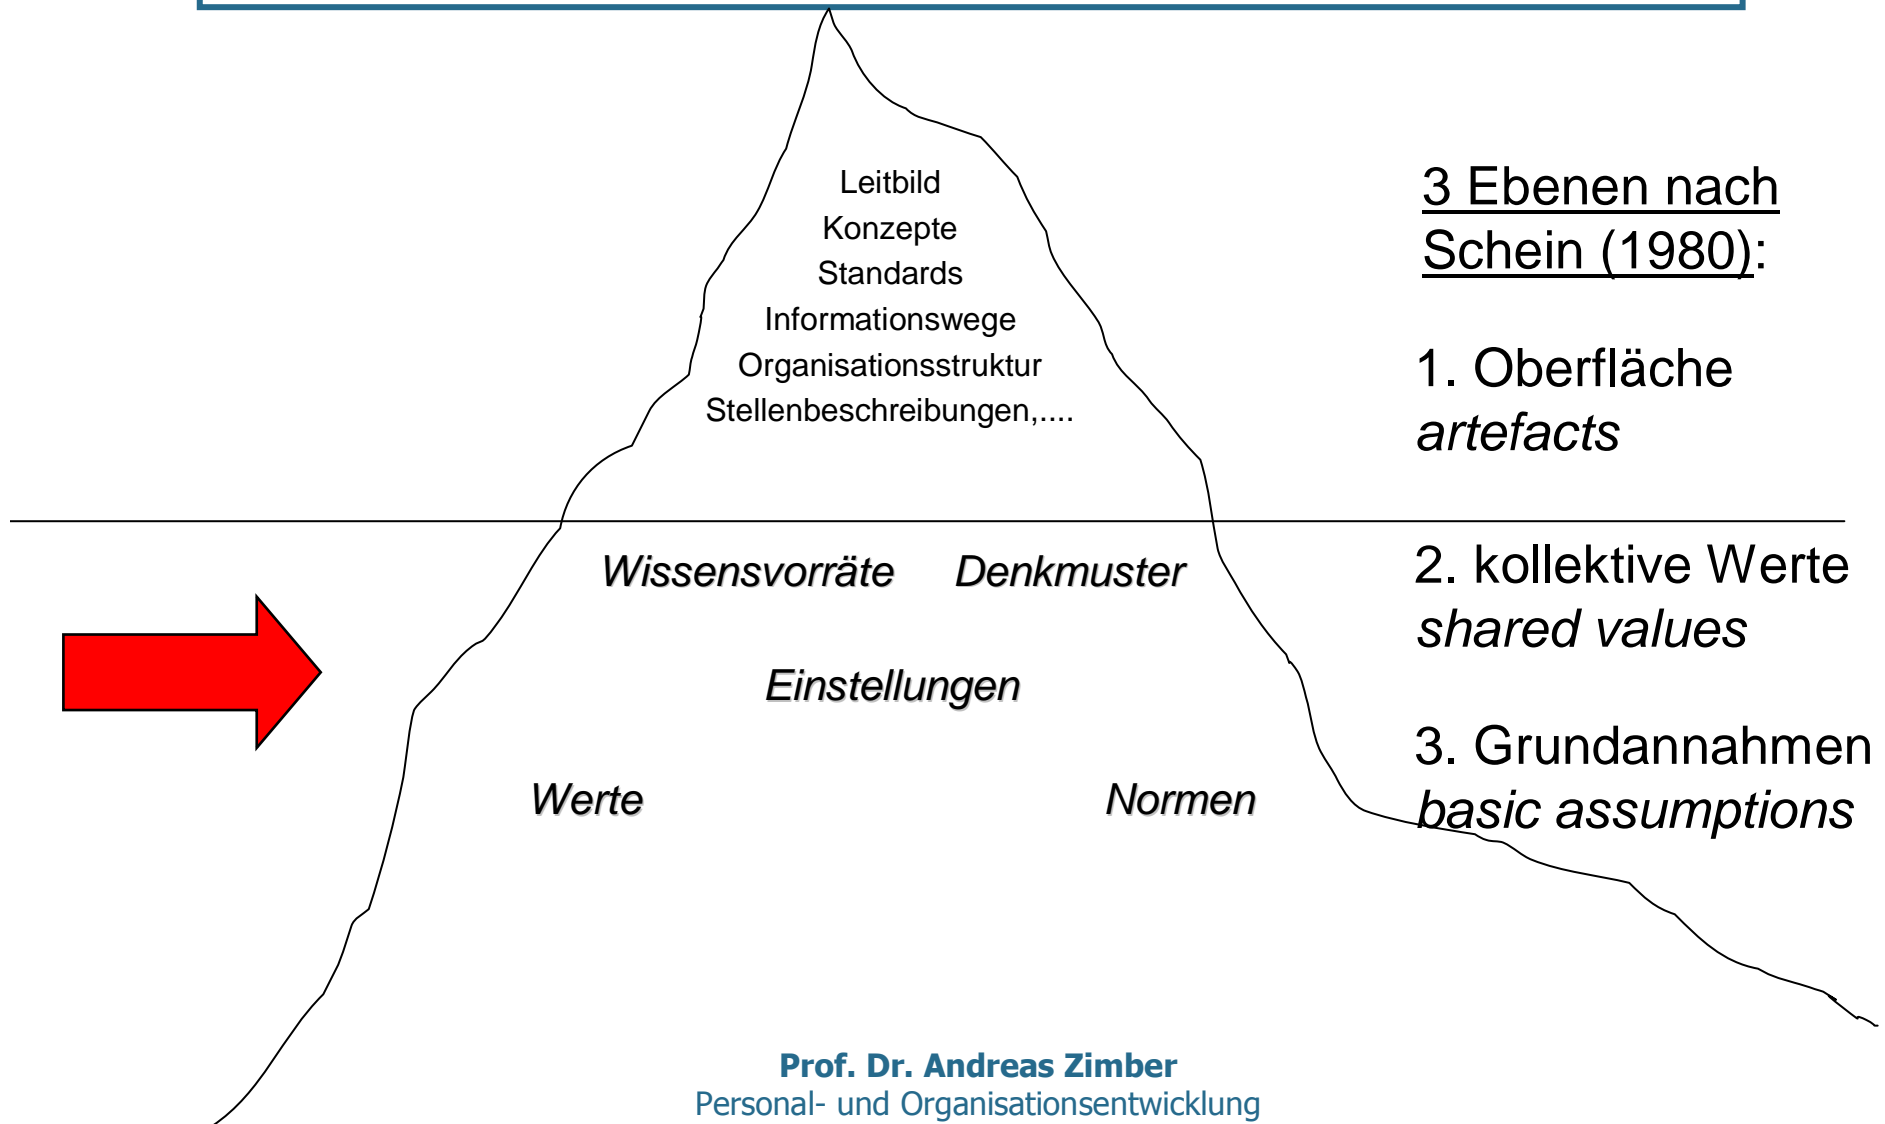 Leitbild
Konzepte
Standards
Informationswege
Organisationsstruktur
Stellenbeschreibungen,....
Wissensvorräte Denkmuster
Einstellungen
Werte Normen
3 Ebenen nach
Schein (1980):
1. Oberfläche
artefacts
2. kollektive Werte
shared values
3. Grundannahmen
basic assumptions
Prof. Dr. Andreas Zimber
Personal- und Organisationsentwicklung